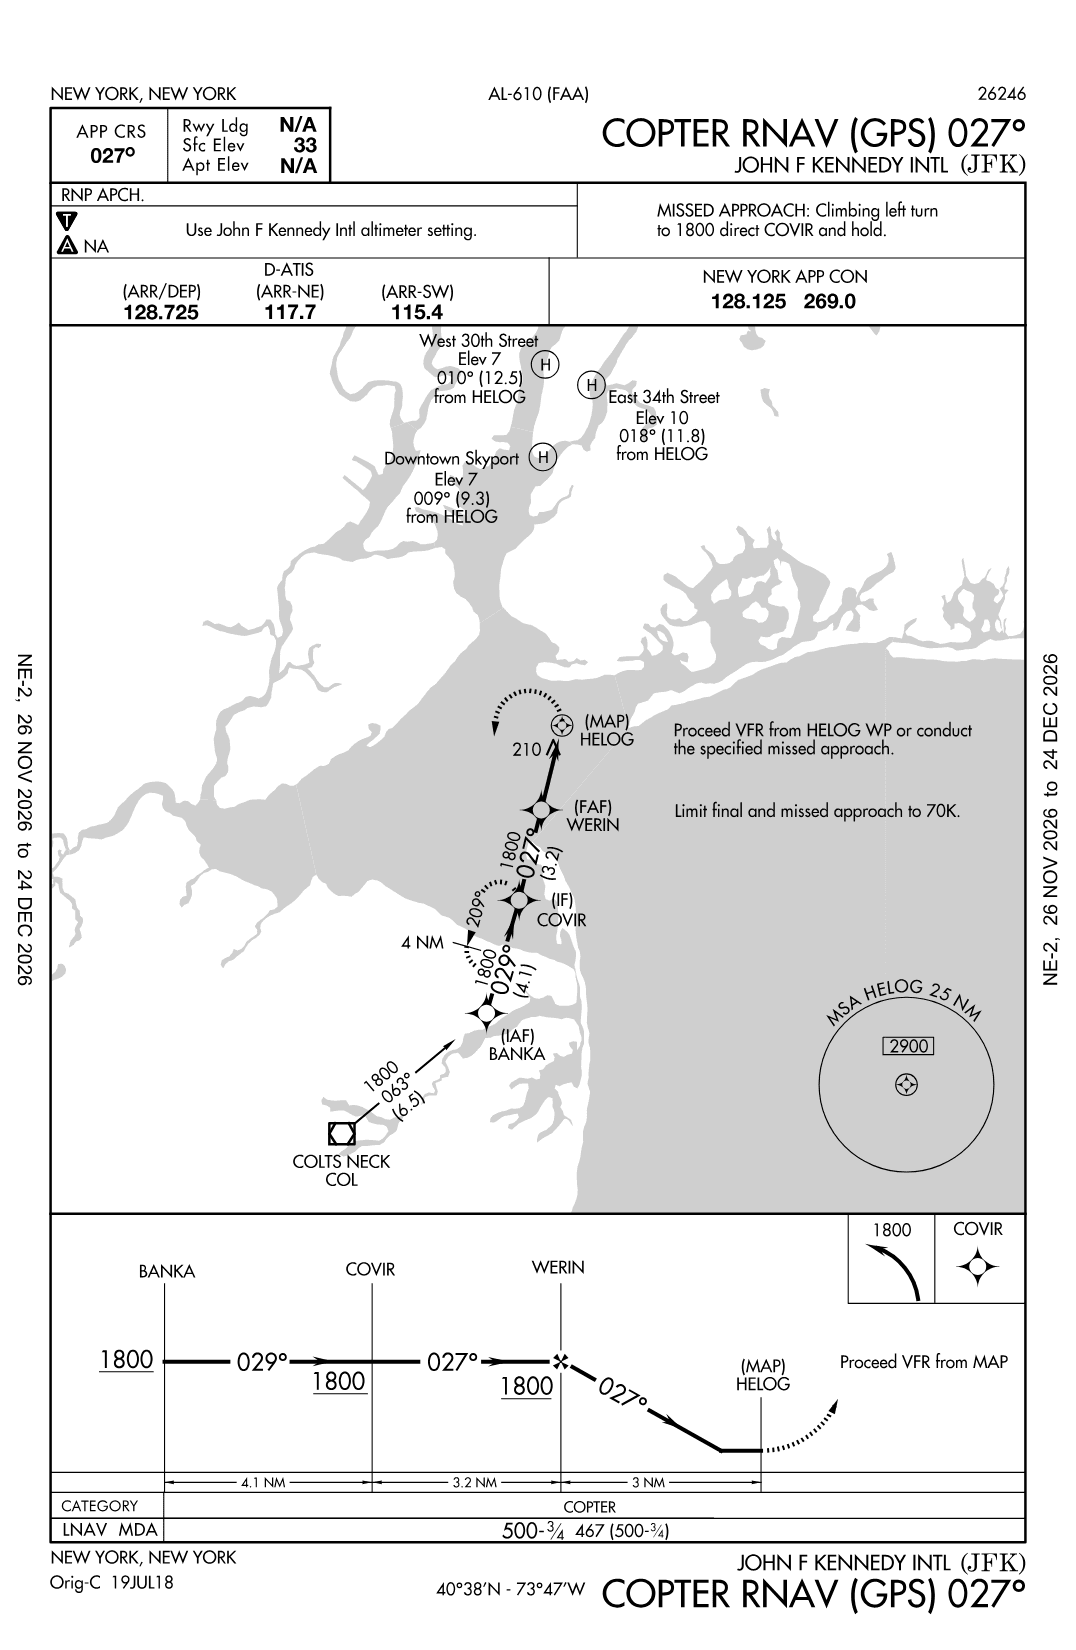 NEW YORK, NEW YORK
AL-610 (FAA)
26246
APP CRS
027°
Rwy Ldg N/A
Sfc Elev 33
Apt Elev N/A
COPTER RNAV (GPS) 027°
JOHN F KENNEDY INTL (JFK)
RNP APCH.
T
A NA
Use John F Kennedy Intl altimeter setting.
MISSED APPROACH: Climbing left turn
to 1800 direct COVIR and hold.
D-ATIS
(ARR/DEP) (ARR-NE) (ARR-SW)
128.725 117.7 115.4
NEW YORK APP CON
128.125 269.0
West 30th Street
Elev 7
010° (12.5)
from HELOG
H
H
East 34th Street
Elev 10
018° (11.8)
from HELOG
Downtown Skyport
Elev 7
009° (9.3)
from HELOG
H
(MAP)
HELOG
210
Proceed VFR from HELOG WP or conduct
the specified missed approach.
(FAF)
WERIN
Limit final and missed approach to 70K.
1800
027°
(3.2)
(IF)
COVIR
209°
4 NM
1800
029°
(4.1)
(IAF)
BANKA
1800
063°
(6.5)
COLTS NECK
COL
MSA HELOG 25 NM
2900
NE-2, 26 NOV 2026 to 24 DEC 2026
NE-2, 26 NOV 2026 to 24 DEC 2026
1800
COVIR
BANKA
COVIR
WERIN
1800
029°
1800
027°
1800
027°
(MAP)
HELOG
Proceed VFR from MAP
4.1 NM
3.2 NM
3 NM
CATEGORY
COPTER
LNAV MDA
500-¾ 467 (500-¾)
NEW YORK, NEW YORK
Orig-C 19JUL18
40°38'N - 73°47'W
JOHN F KENNEDY INTL (JFK)
COPTER RNAV (GPS) 027°